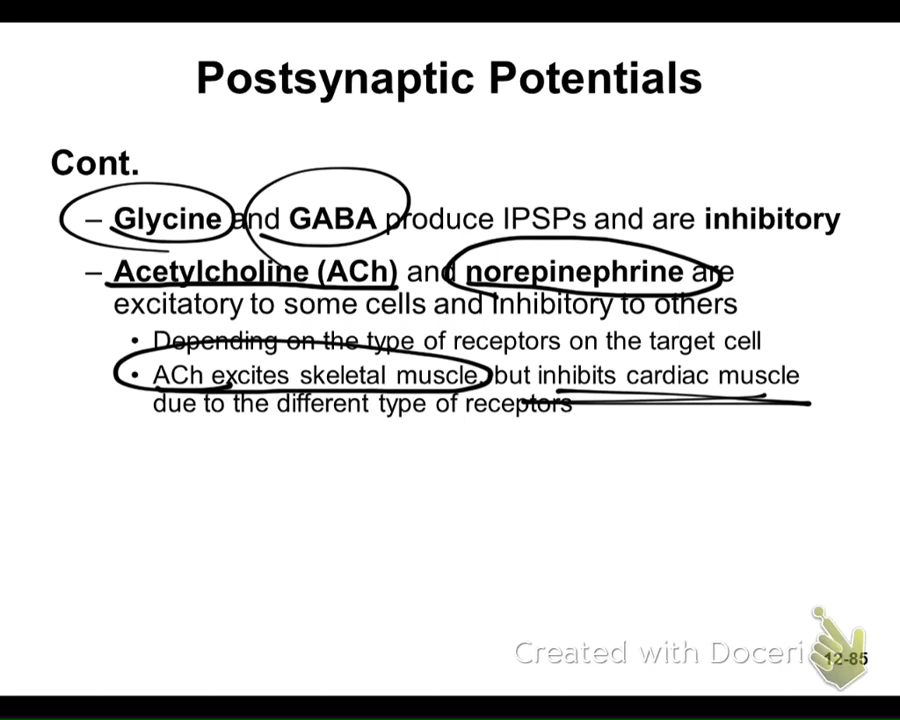 Postsynaptic Potentials
Cont.
– Glycine and GABA produce IPSPs and are inhibitory
– Acetylcholine (ACh) and norepinephrine are
excitatory to some cells and inhibitory to others
• Depending on the type of receptors on the target cell
• ACh excites skeletal muscle, but inhibits cardiac muscle
due to the different type of receptors
Created with Doceri
12-85